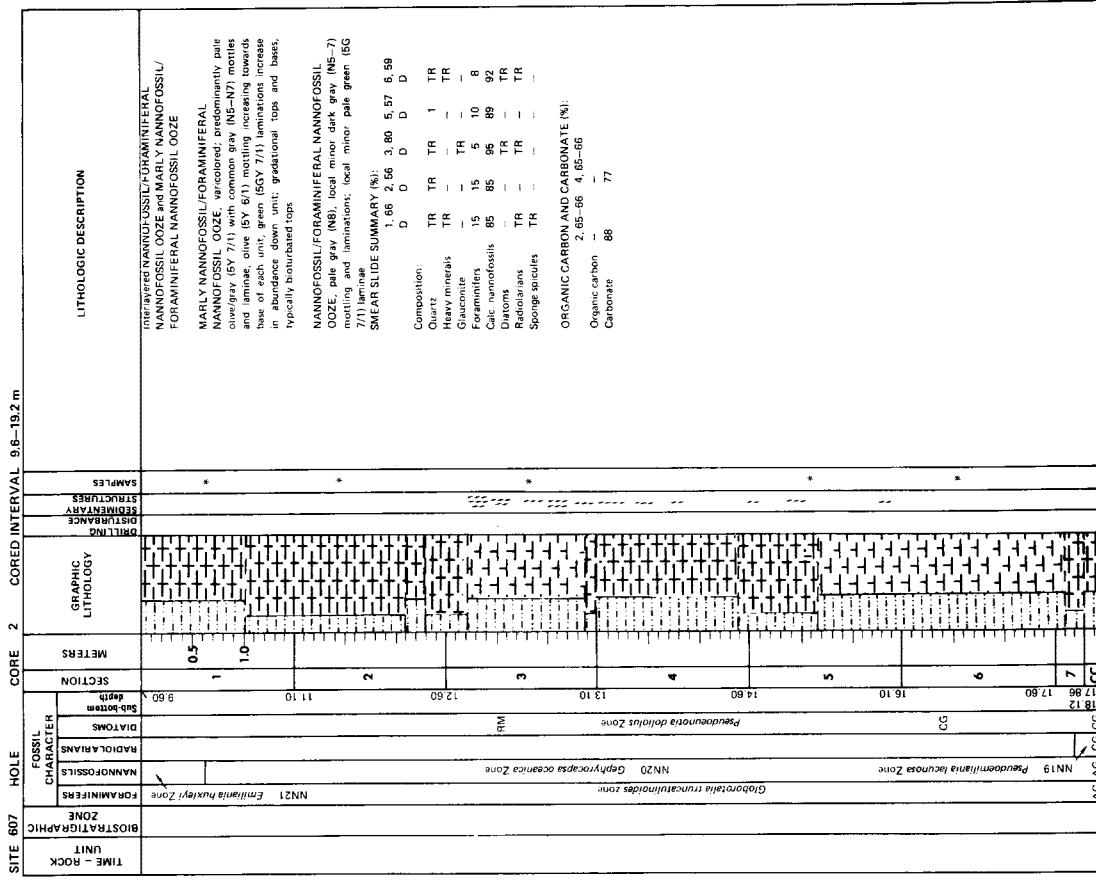 SITE 607 HOLE CORE 2 CORED INTERVAL 9.6–19.2 m
TIME – ROCK UNIT
BIOSTRATIGRAPHIC ZONE
FOSSIL CHARACTER
FORAMINIFERS
NANNOFOSSILS
RADIOLARIANS
DIATOMS
Sub-bottom depth
SECTION
METERS
GRAPHIC LITHOLOGY
DRILLING DISTURBANCE
SEDIMENTARY STRUCTURES
SAMPLES
LITHOLOGIC DESCRIPTION
Globorotalia truncatulinoides zones
AG
NN21 Emiliania huxleyi Zone
NN20 Gephyrocapsa oceanica Zone
NN19 Pseudoemiliania lacunosa Zone
AG
CG
RM
Pseudoeunotia doliolus Zone
CG
CG
9.60
11.10
12.60
13.10
14.60
16.10
17.60
17.86
18.12
1
2
3
4
5
6
7
CC
0.5
1.0
Interlayered NANNOFOSSIL/FORAMINIFERAL
NANNOFOSSIL OOZE and MARLY NANNOFOSSIL/
FORAMINIFERAL NANNOFOSSIL OOZE
MARLY NANNOFOSSIL/FORAMINIFERAL
NANNOFOSSIL OOZE, varicolored; predominantly pale
olive/gray (5Y 7/1) with common gray (N5–N7) mottles
and laminae, olive (5Y 6/1) mottling increasing towards
base of each unit, green (5GY 7/1) laminations increase
in abundance down unit; gradational tops and bases,
typically bioturbated tops
NANNOFOSSIL/FORAMINIFERAL NANNOFOSSIL
OOZE, pale gray (N8), local minor dark gray (N5–7)
mottling and laminations; local minor pale green (5G
7/1) laminae
SMEAR SLIDE SUMMARY (%):
1, 66 2, 56 3, 80 5, 57 6, 59
D D D D D
Composition:
Quartz TR TR TR 1 TR
Heavy minerals TR – – – TR
Glauconite – – TR – –
Foraminifers 15 15 5 10 8
Calc. nannofossils 85 85 95 89 92
Diatoms – – TR – TR
Radiolarians TR – TR – TR
Sponge spicules TR – – – –
ORGANIC CARBON AND CARBONATE (%):
2, 65–66 4, 65–66
Organic carbon – –
Carbonate 88 77